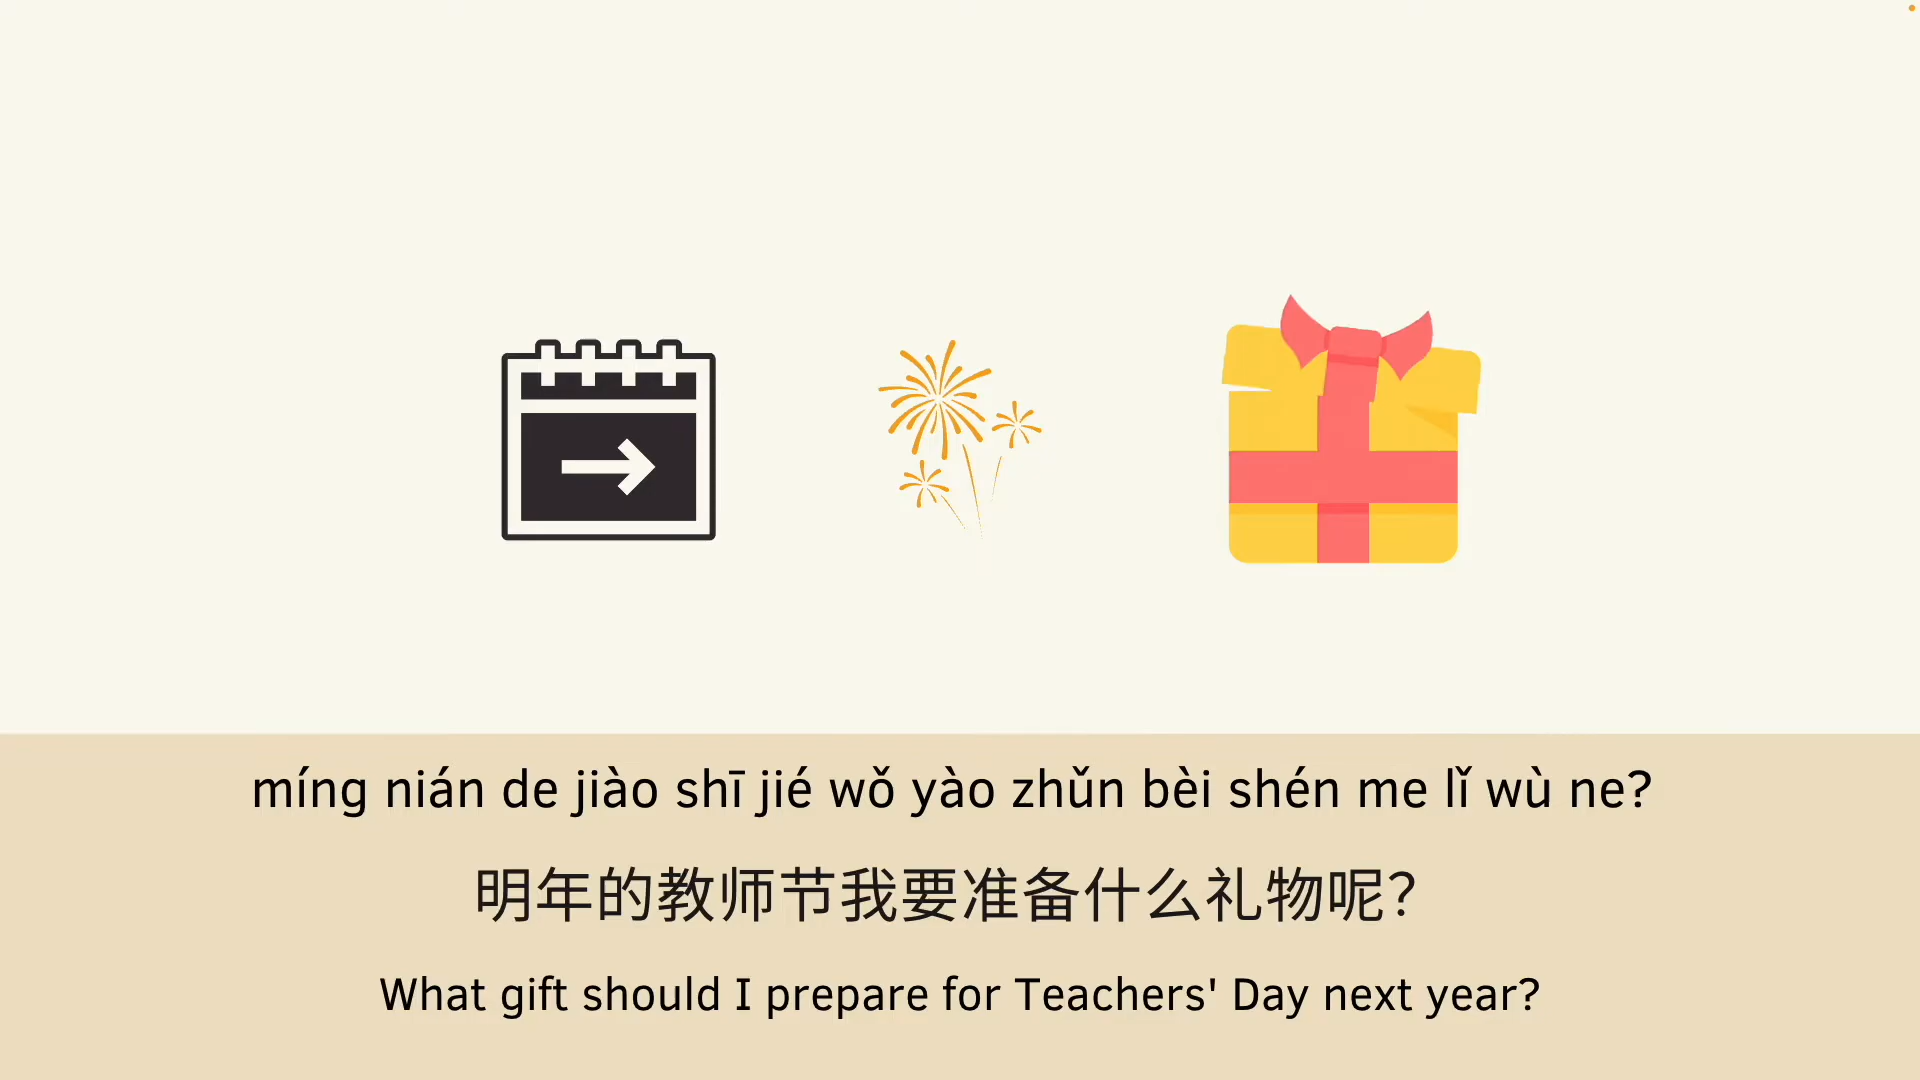 míng nián de jiào shī jié wǒ yào zhǔn bèi shén me lǐ wù ne?
明年的教师节我要准备什么礼物呢？
What gift should I prepare for Teachers' Day next year?